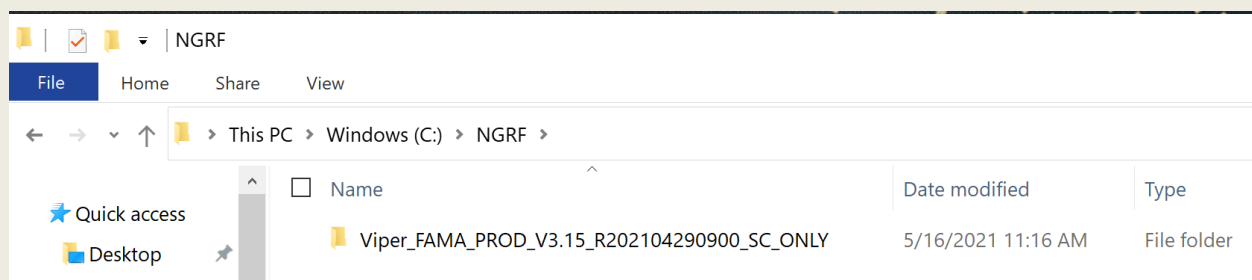 NGRF
File Home Share View
This PC > Windows (C:) > NGRF >
Name Date modified Type
Quick access
Viper_FAMA_PROD_V3.15_R202104290900_SC_ONLY 5/16/2021 11:16 AM File folder
Desktop